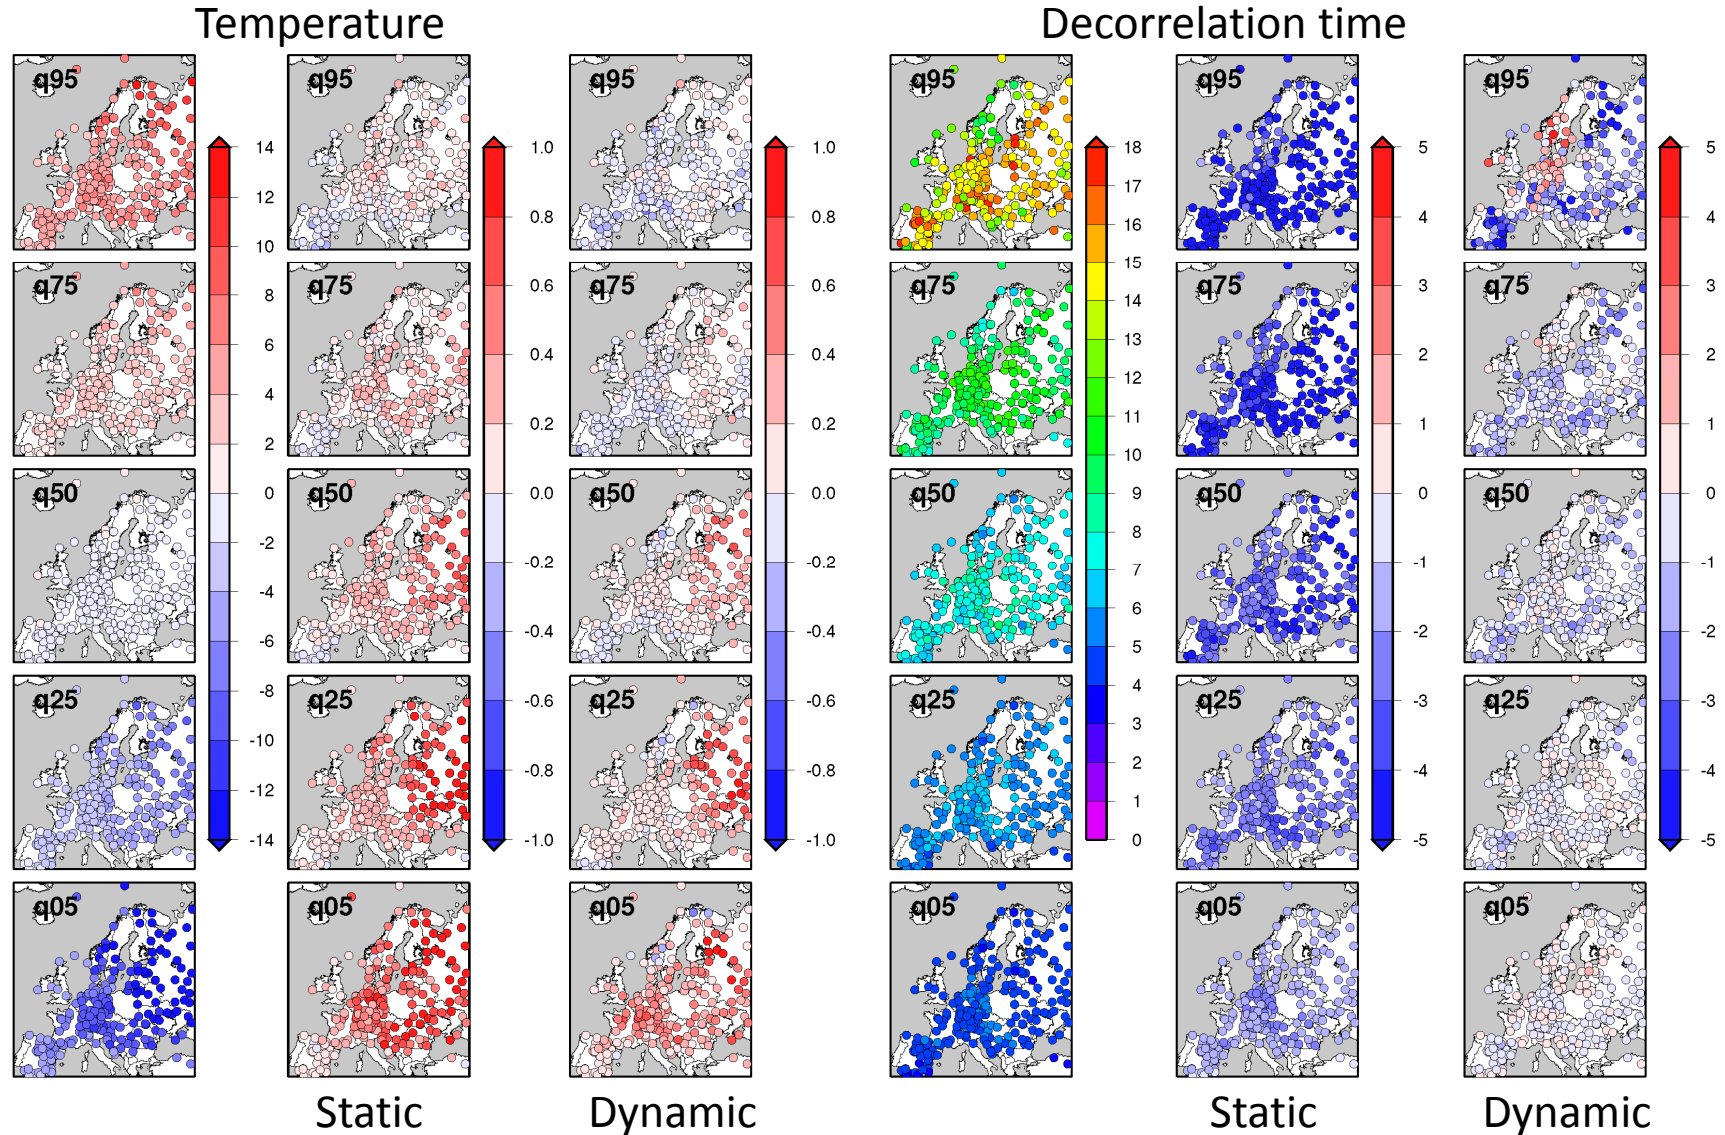 Temperature Decorrelation time
q95 q95 q95 q95 q95 q95
14 1.0 1.0 18 5 5
12 0.8 0.8 17 4 4
10 16
q75 q75 q75 q75 q75 q75
8 0.6 0.6 15 3 3
6 0.4 0.4 14 2 2
4 0.2 0.2 13 1 1
2 12
11
10
q50 q50 q50 q50 q50 q50
0 0.0 0.0 9 0 0
-2 -0.2 -0.2 8 -1 -1
-4 -0.4 -0.4 7 -2 -2
-6 6
5
q25 q25 q25 q25 q25 q25
-8 -0.6 -0.6 4 -3 -3
-10 -0.8 -0.8 3 -4 -4
-12 2
-14 -1.0 -1.0 1 -5 -5
0
q05 q05 q05 q05 q05 q05
Static Dynamic Static Dynamic